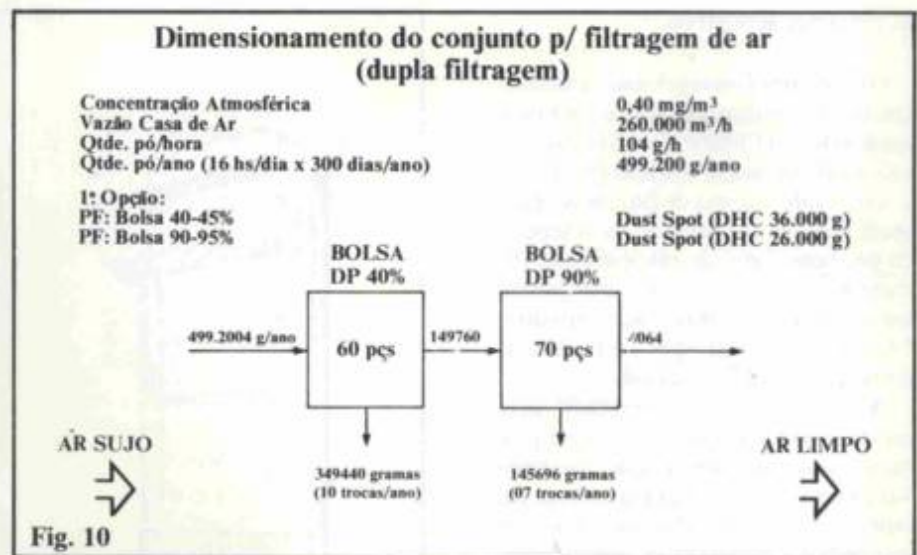 Dimensionamento do conjunto p/ filtragem de ar
(dupla filtragem)
Concentração Atmosférica 0,40 mg/m³
Vazão Casa de Ar 260.000 m³/h
Qtde. pó/hora 104 g/h
Qtde. pó/ano (16 hs/dia x 300 dias/ano) 499.200 g/ano
1ª Opção:
PF: Bolsa 40-45% Dust Spot (DHC 36.000 g)
PF: Bolsa 90-95% Dust Spot (DHC 26.000 g)
BOLSA
DP 40%
BOLSA
DP 90%
499.2004 g/ano 60 pçs 149760 70 pçs
AR SUJO
AR LIMPO
349440 gramas
(10 trocas/ano)
145696 gramas
(07 trocas/ano)
Fig. 10